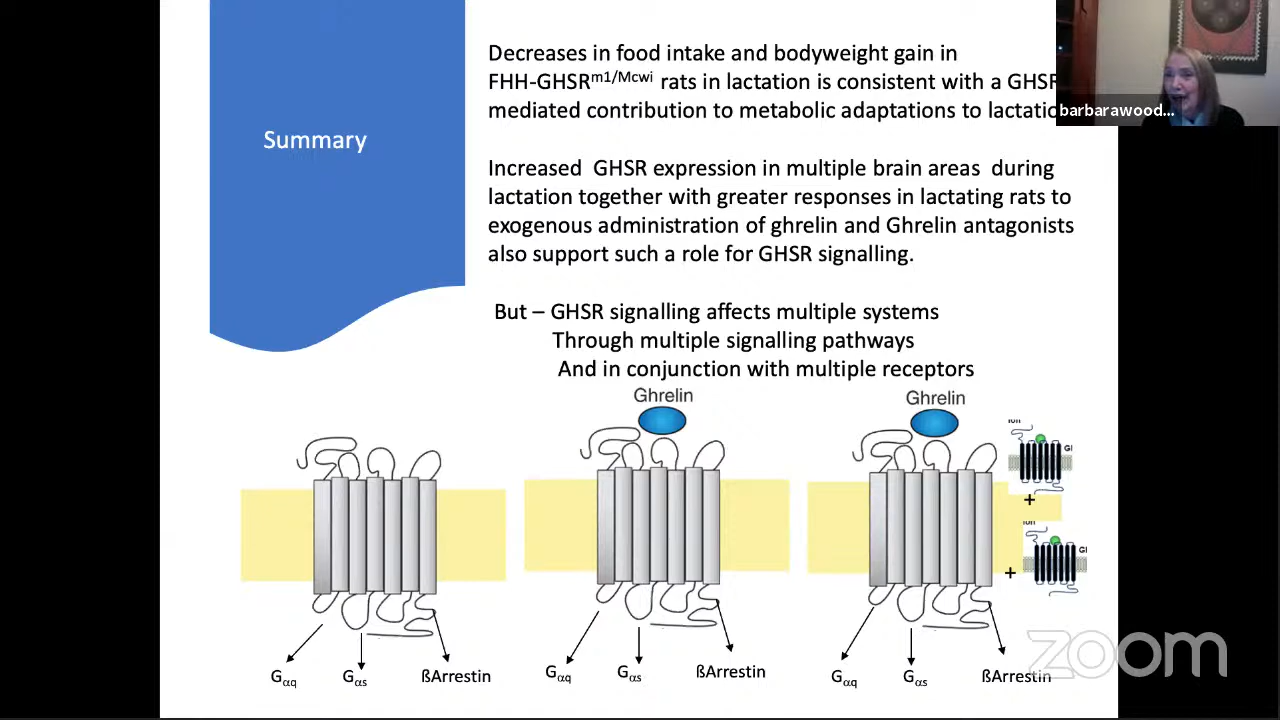 Summary
Decreases in food intake and bodyweight gain in
FHH-GHSRm1/Mcwi rats in lactation is consistent with a GHSR
mediated contribution to metabolic adaptations to lactatio
barbarawood...
Increased GHSR expression in multiple brain areas during
lactation together with greater responses in lactating rats to
exogenous administration of ghrelin and Ghrelin antagonists
also support such a role for GHSR signalling.
But – GHSR signalling affects multiple systems
Through multiple signalling pathways
And in conjunction with multiple receptors
Ghrelin
Ghrelin
+
+
Gαq
Gαs
ßArrestin
Gαq
Gαs
ßArrestin
Gαq
Gαs
ßArrestin
zoom